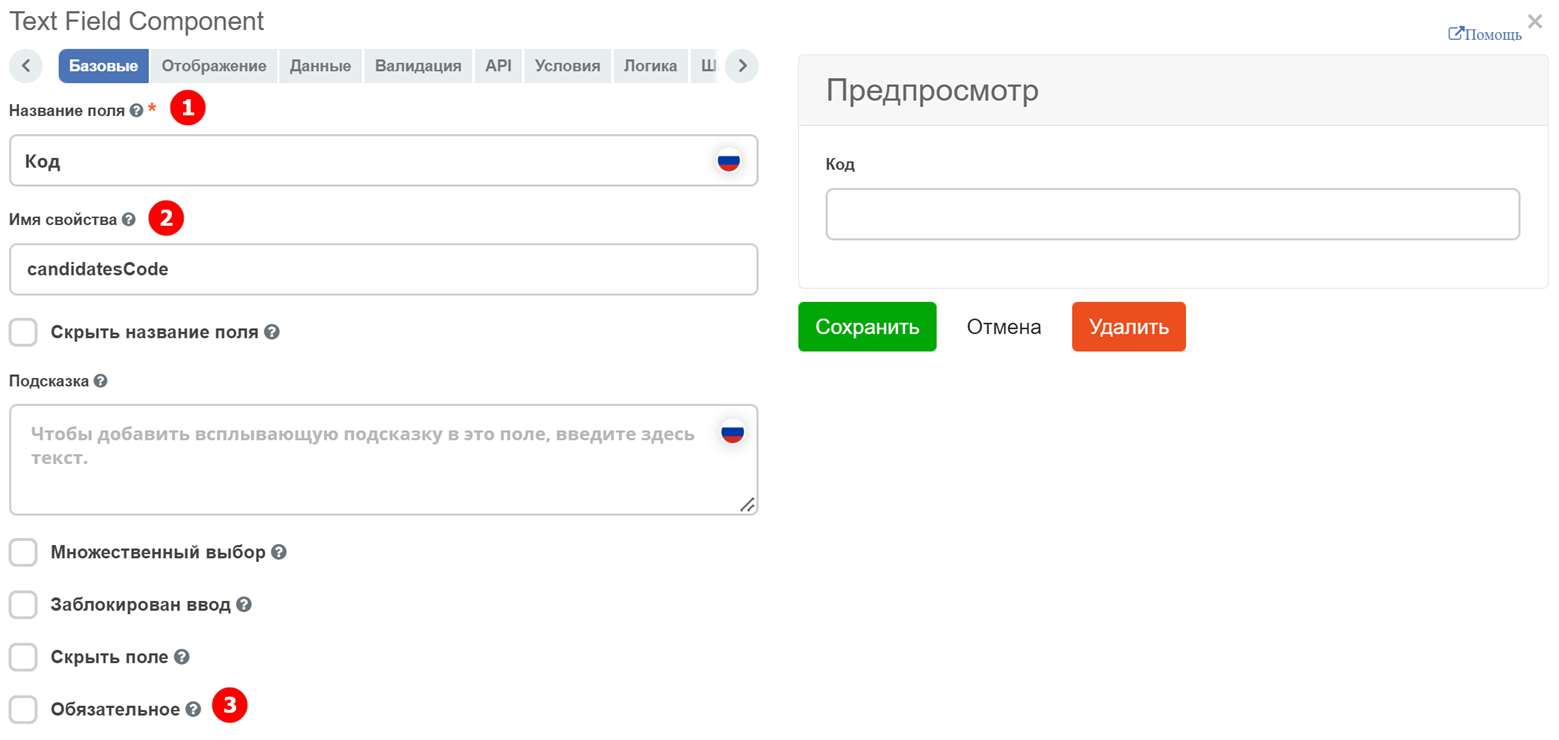 Text Field Component
Помощь
Базовые Отображение Данные Валидация API Условия Логика Ш
Название поля * 1
Код
Имя свойства 2
candidatesCode
Скрыть название поля
Подсказка
Чтобы добавить всплывающую подсказку в это поле, введите здесь
текст.
Множественный выбор
Заблокирован ввод
Скрыть поле
Обязательное 3
Предпросмотр
Код
Сохранить Отмена Удалить